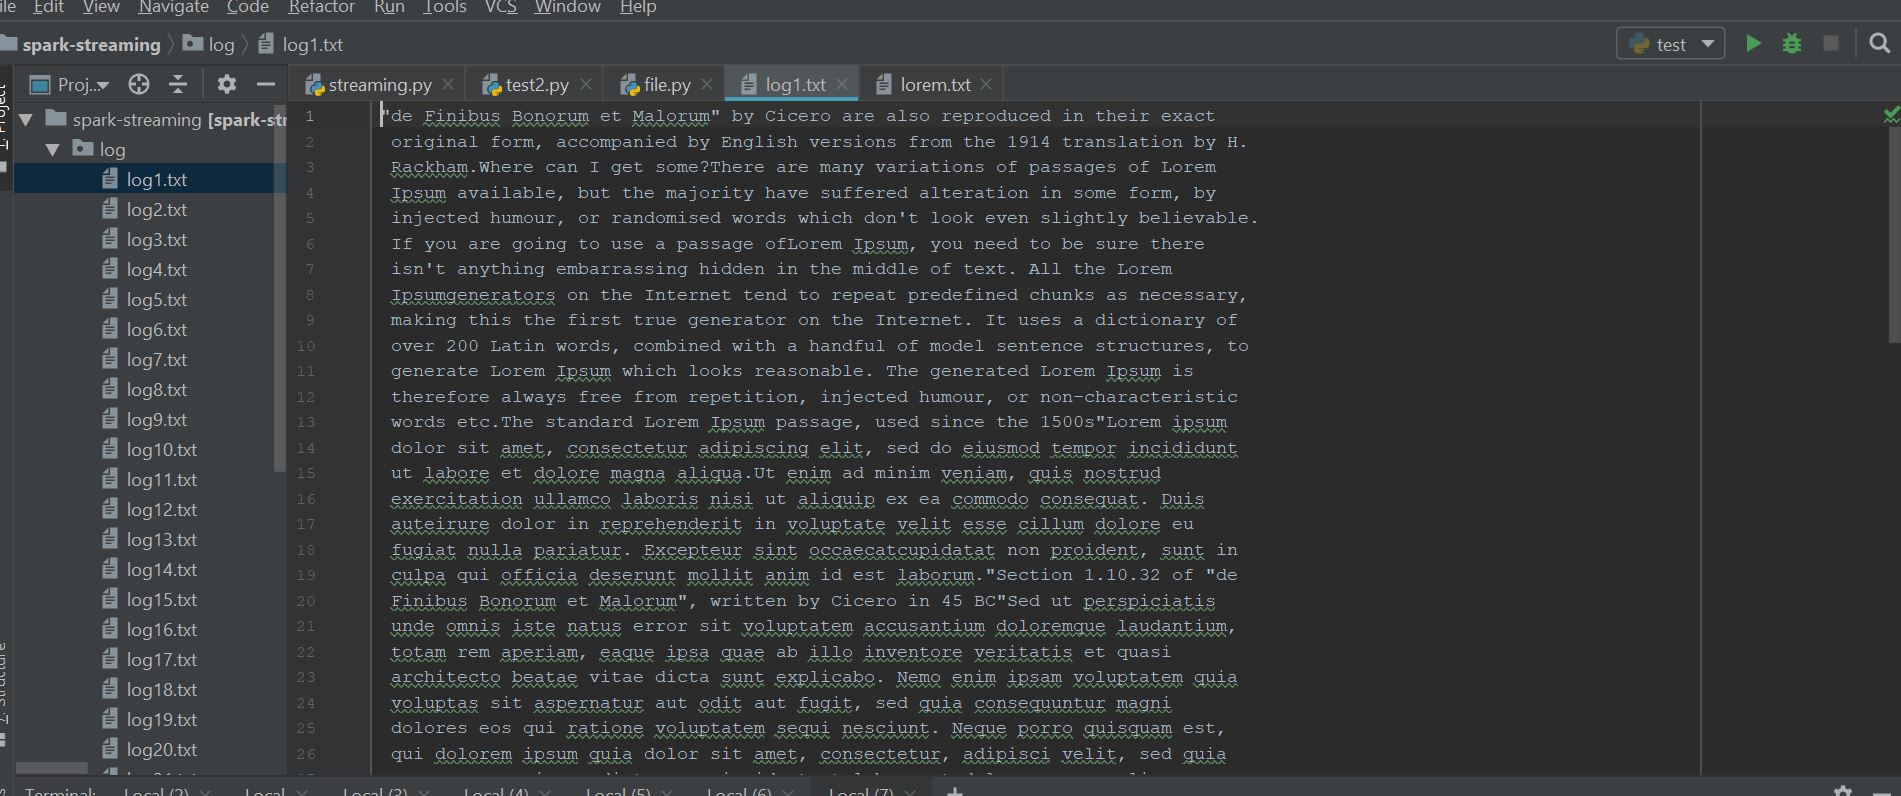 ile Edit View Navigate Code Refactor Run Tools VCS Window Help
spark-streaming log log1.txt
test
Project
Proj...
streaming.py test2.py file.py log1.txt lorem.txt
spark-streaming [spark-str
log
log1.txt
log2.txt
log3.txt
log4.txt
log5.txt
log6.txt
log7.txt
log8.txt
log9.txt
log10.txt
log11.txt
log12.txt
log13.txt
log14.txt
log15.txt
log16.txt
log17.txt
log18.txt
log19.txt
log20.txt
Structure
1 "de Finibus Bonorum et Malorum" by Cicero are also reproduced in their exact
2 original form, accompanied by English versions from the 1914 translation by H.
3 Rackham.Where can I get some?There are many variations of passages of Lorem
4 Ipsum available, but the majority have suffered alteration in some form, by
5 injected humour, or randomised words which don't look even slightly believable.
6 If you are going to use a passage ofLorem Ipsum, you need to be sure there
7 isn't anything embarrassing hidden in the middle of text. All the Lorem
8 Ipsumgenerators on the Internet tend to repeat predefined chunks as necessary,
9 making this the first true generator on the Internet. It uses a dictionary of
10 over 200 Latin words, combined with a handful of model sentence structures, to
11 generate Lorem Ipsum which looks reasonable. The generated Lorem Ipsum is
12 therefore always free from repetition, injected humour, or non-characteristic
13 words etc.The standard Lorem Ipsum passage, used since the 1500s"Lorem ipsum
14 dolor sit amet, consectetur adipiscing elit, sed do eiusmod tempor incididunt
15 ut labore et dolore magna aliqua.Ut enim ad minim veniam, quis nostrud
16 exercitation ullamco laboris nisi ut aliquip ex ea commodo consequat. Duis
17 auteirure dolor in reprehenderit in voluptate velit esse cillum dolore eu
18 fugiat nulla pariatur. Excepteur sint occaecatcupidatat non proident, sunt in
19 culpa qui officia deserunt mollit anim id est laborum."Section 1.10.32 of "de
20 Finibus Bonorum et Malorum", written by Cicero in 45 BC"Sed ut perspiciatis
21 unde omnis iste natus error sit voluptatem accusantium doloremque laudantium,
22 totam rem aperiam, eaque ipsa quae ab illo inventore veritatis et quasi
23 architecto beatae vitae dicta sunt explicabo. Nemo enim ipsam voluptatem quia
24 voluptas sit aspernatur aut odit aut fugit, sed quia consequuntur magni
25 dolores eos qui ratione voluptatem sequi nesciunt. Neque porro quisquam est,
26 qui dolorem ipsum quia dolor sit amet, consectetur, adipisci velit, sed quia
Terminal: Local (2) Local Local (3) Local (4) Local (5) Local (6) Local (7)